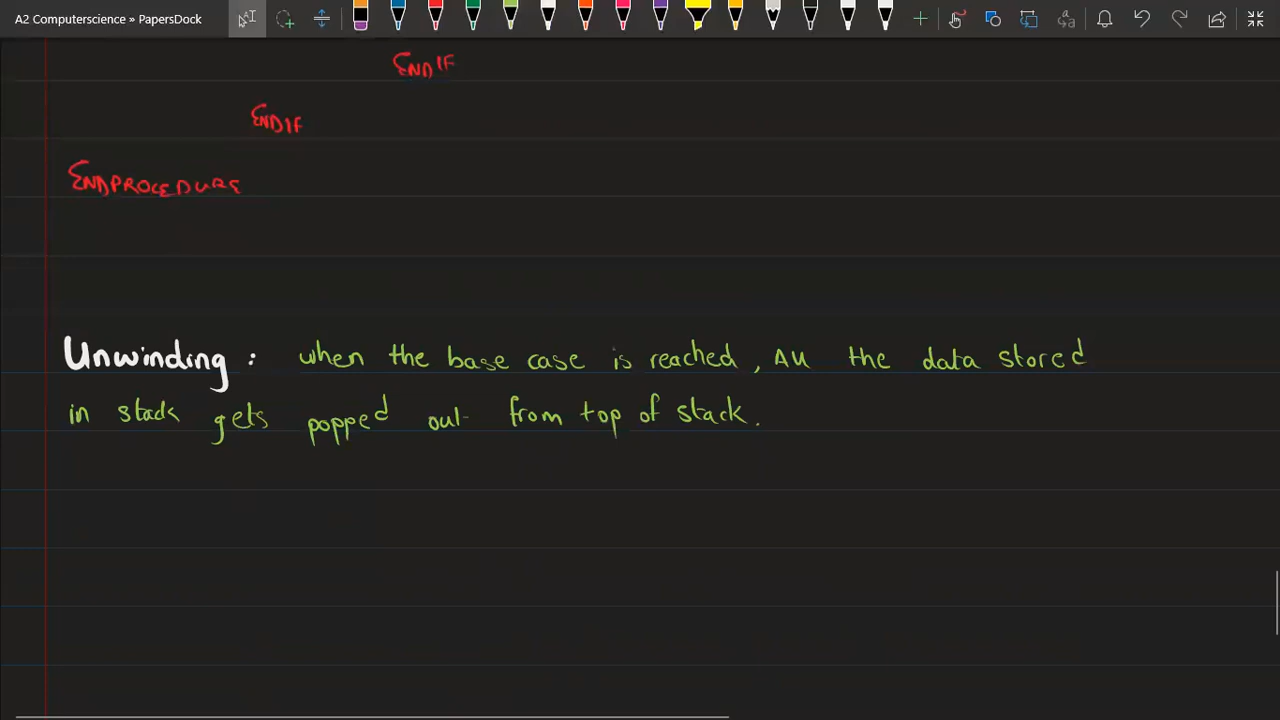 A2 Computerscience » PapersDock
ENDIF
ENDIF
ENDPROCEDURE
Unwinding : when the base case is reached, All the data stored
in stack gets popped out from top of stack.